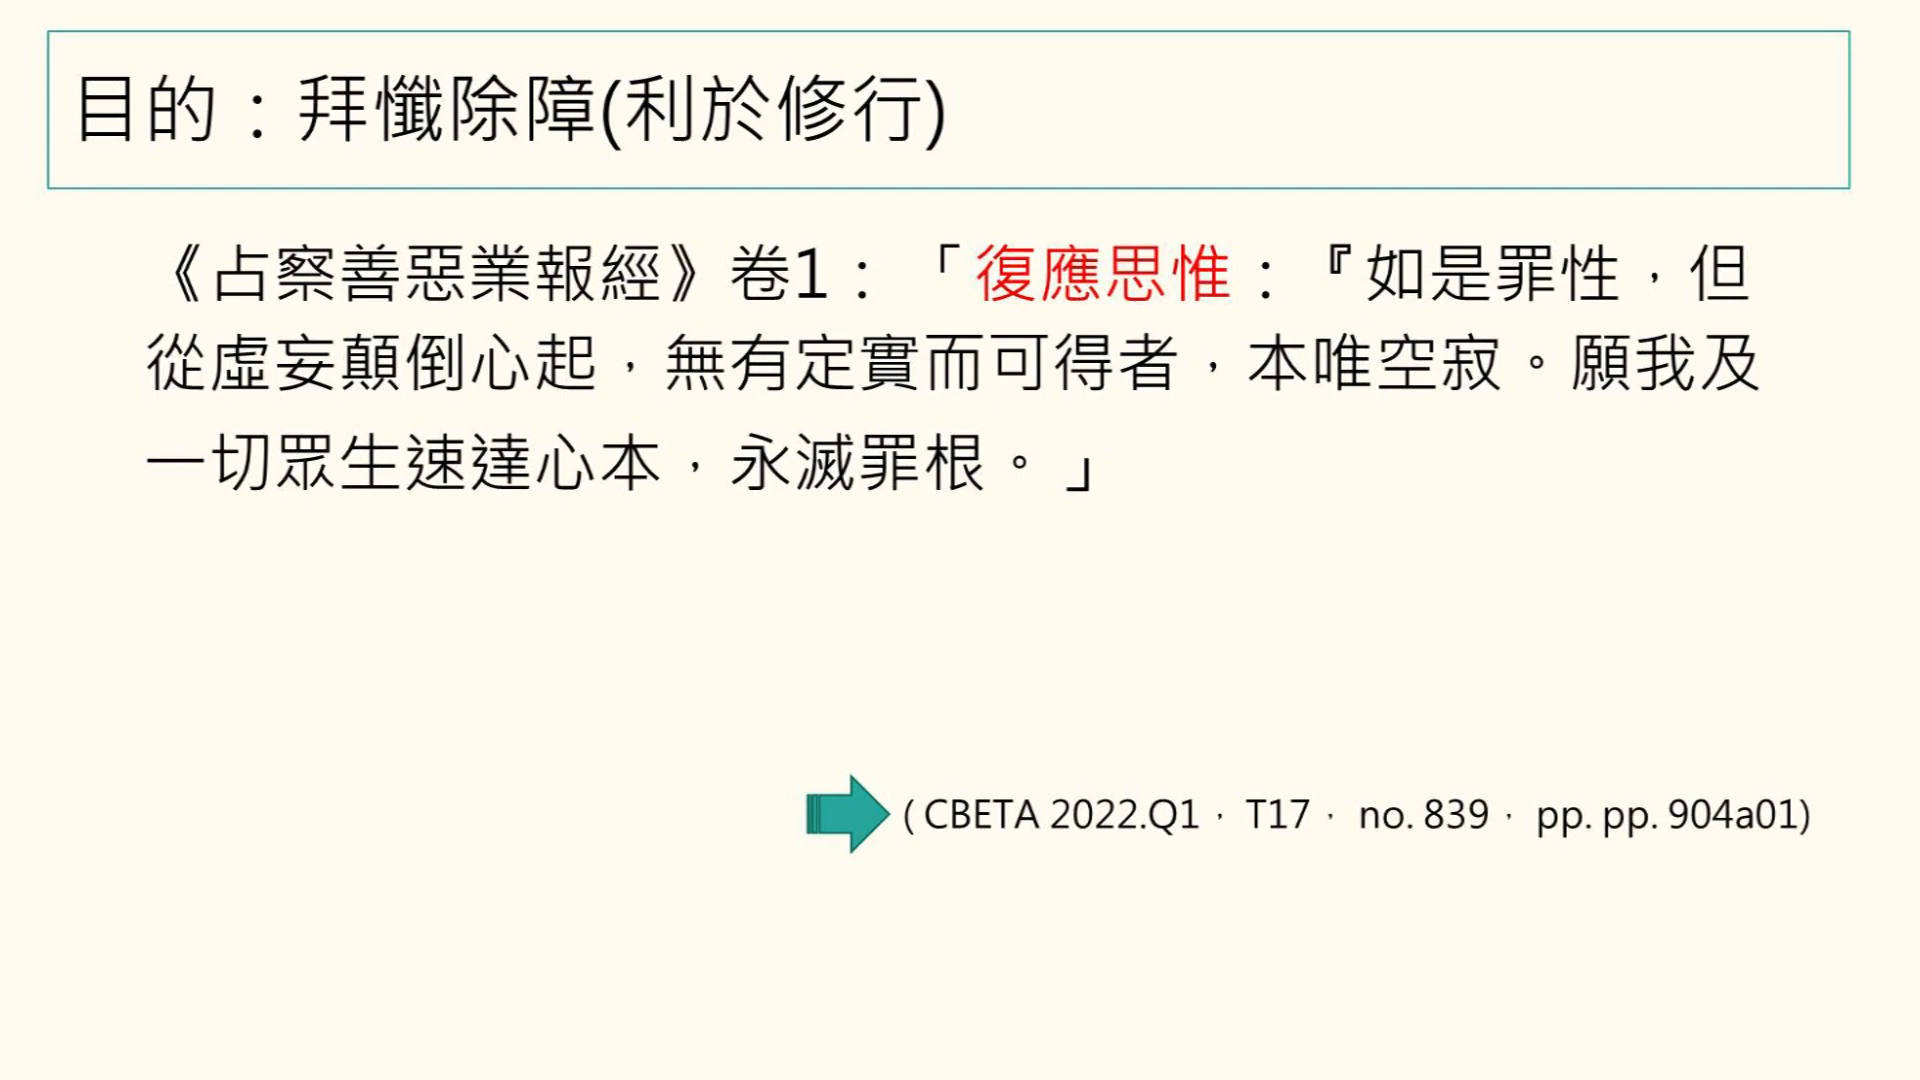 目的：拜懺除障(利於修行)
《占察善惡業報經》卷1：「復應思惟：『如是罪性，但
從虛妄顛倒心起，無有定實而可得者，本唯空寂。願我及
一切眾生速達心本，永滅罪根。」
( CBETA 2022.Q1， T17， no. 839， pp. pp. 904a01)